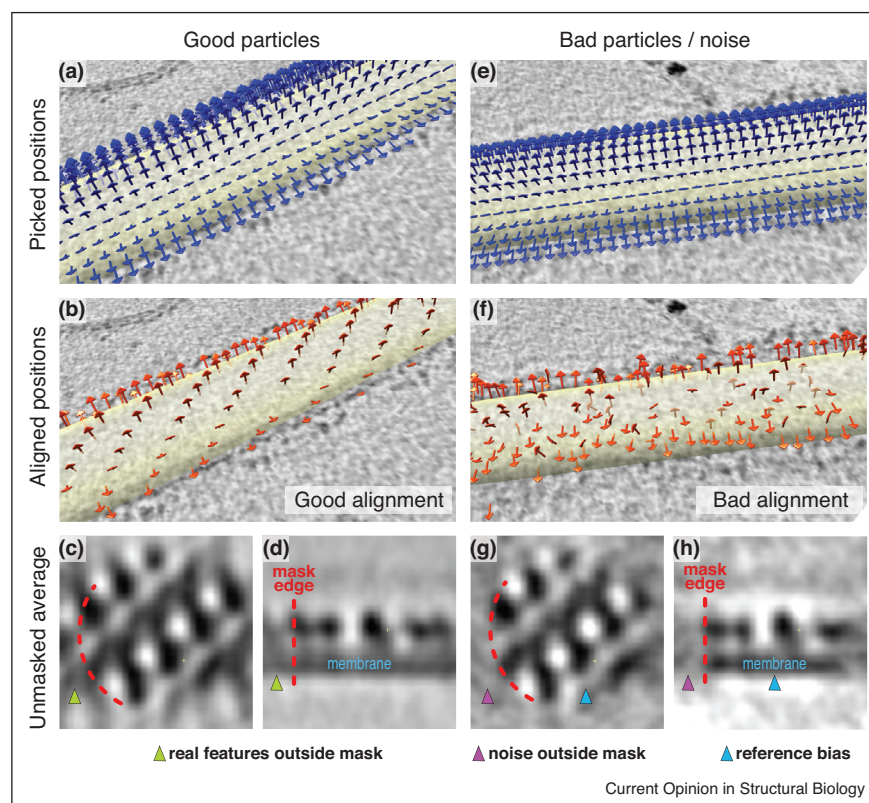 Good particles
Bad particles / noise
Picked positions
(a)
(e)
Aligned positions
(b)
Good alignment
(f)
Bad alignment
Unmasked average
(c)
(d)
mask
edge
membrane
(g)
(h)
mask
edge
membrane
real features outside mask
noise outside mask
reference bias
Current Opinion in Structural Biology